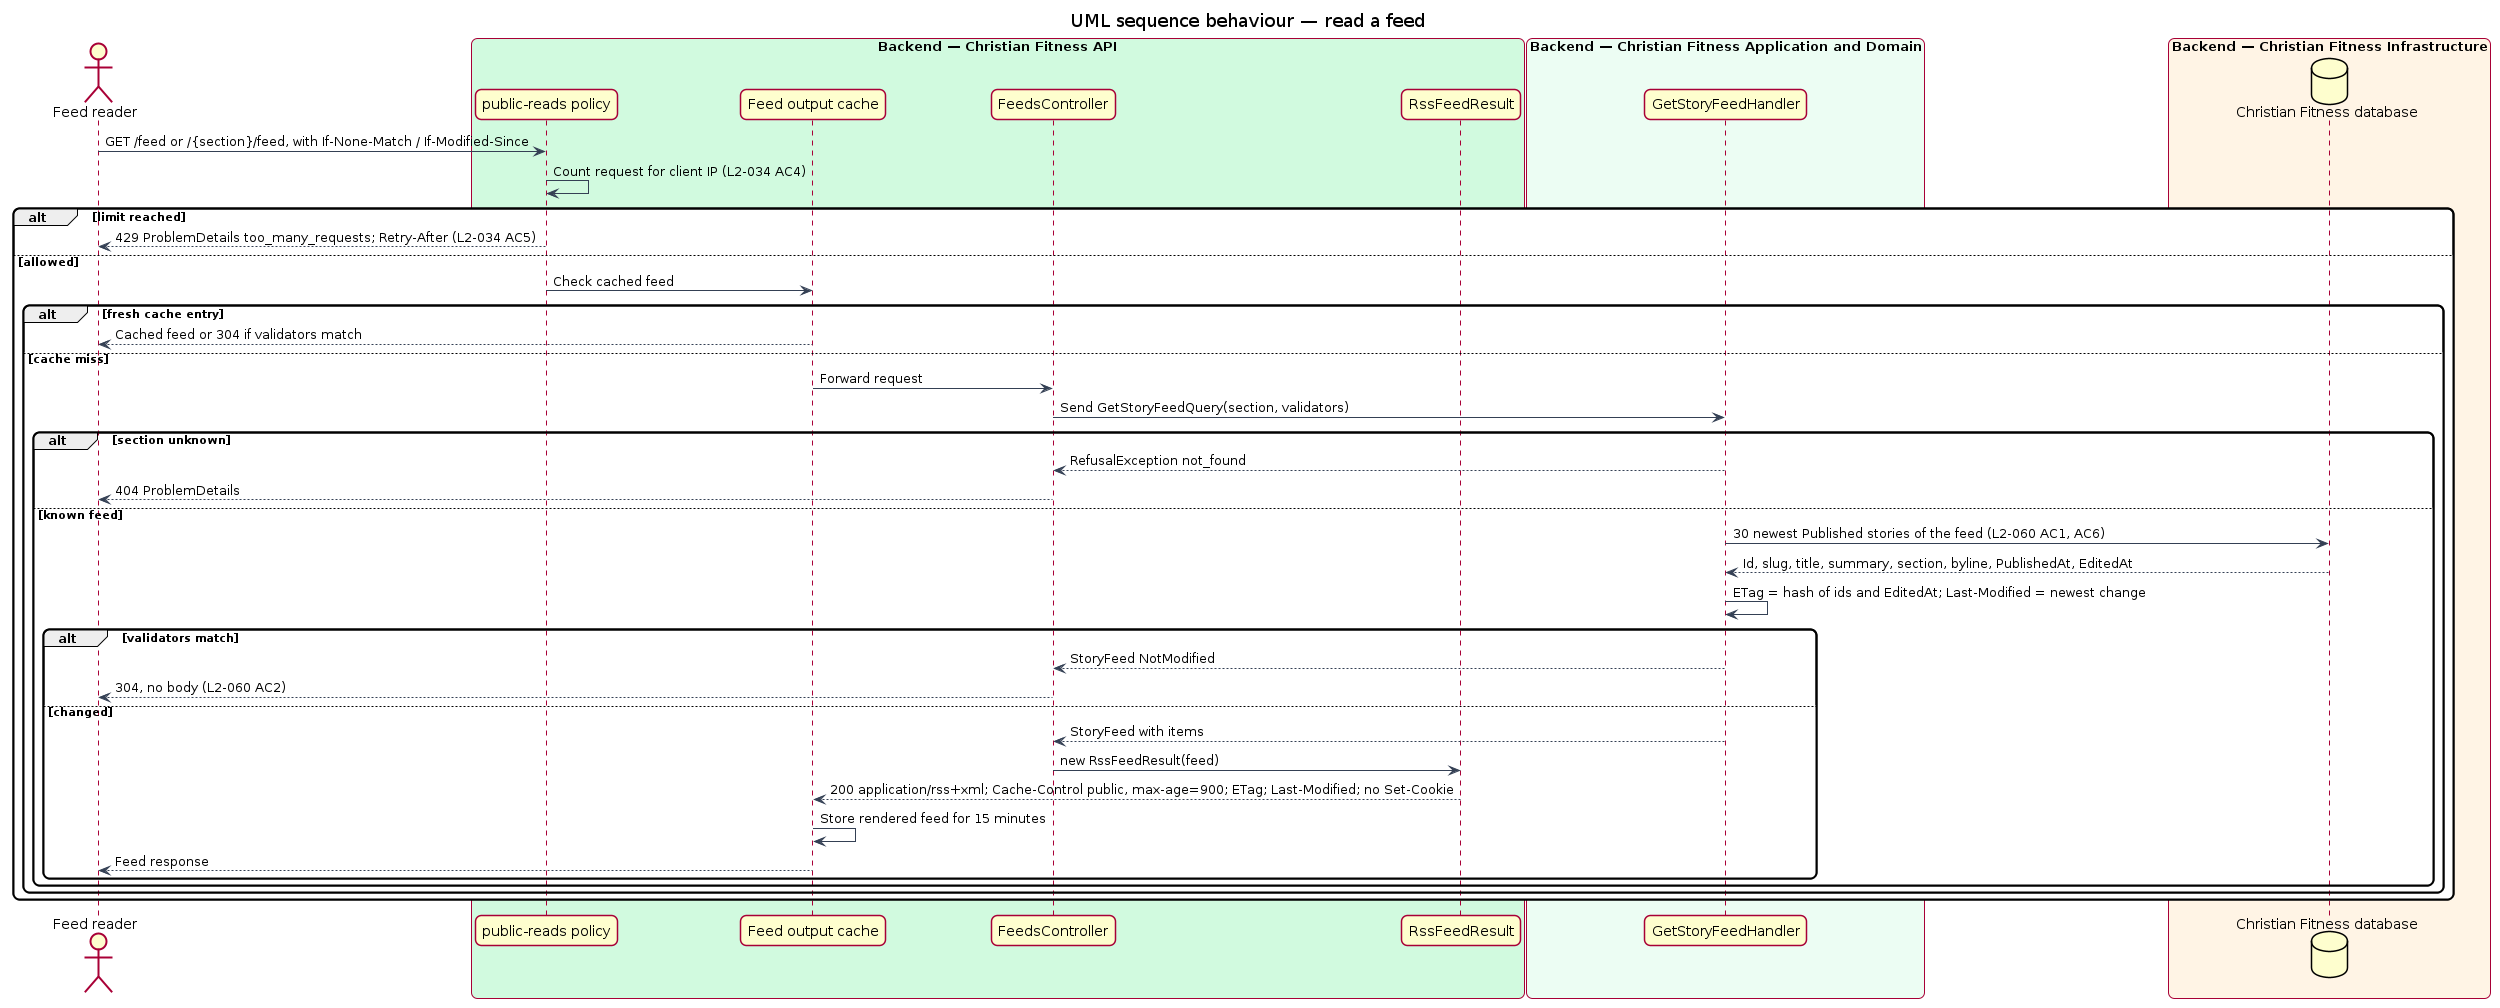 UML sequence behaviour — read a feed
Backend — Christian Fitness API
Backend — Christian Fitness Application and Domain
Backend — Christian Fitness Infrastructure
Feed reader
public-reads policy
Feed output cache
FeedsController
RssFeedResult
GetStoryFeedHandler
Christian Fitness database
GET /feed or /{section}/feed, with If-None-Match / If-Modified-Since
Count request for client IP (L2-034 AC4)
alt [limit reached]
429 ProblemDetails too_many_requests; Retry-After (L2-034 AC5)
[allowed]
Check cached feed
alt [fresh cache entry]
Cached feed or 304 if validators match
[cache miss]
Forward request
Send GetStoryFeedQuery(section, validators)
alt [section unknown]
RefusalException not_found
404 ProblemDetails
[known feed]
30 newest Published stories of the feed (L2-060 AC1, AC6)
Id, slug, title, summary, section, byline, PublishedAt, EditedAt
ETag = hash of ids and EditedAt; Last-Modified = newest change
alt [validators match]
StoryFeed NotModified
304, no body (L2-060 AC2)
[changed]
StoryFeed with items
new RssFeedResult(feed)
200 application/rss+xml; Cache-Control public, max-age=900; ETag; Last-Modified; no Set-Cookie
Store rendered feed for 15 minutes
Feed response
Feed reader
public-reads policy
Feed output cache
FeedsController
RssFeedResult
GetStoryFeedHandler
Christian Fitness database